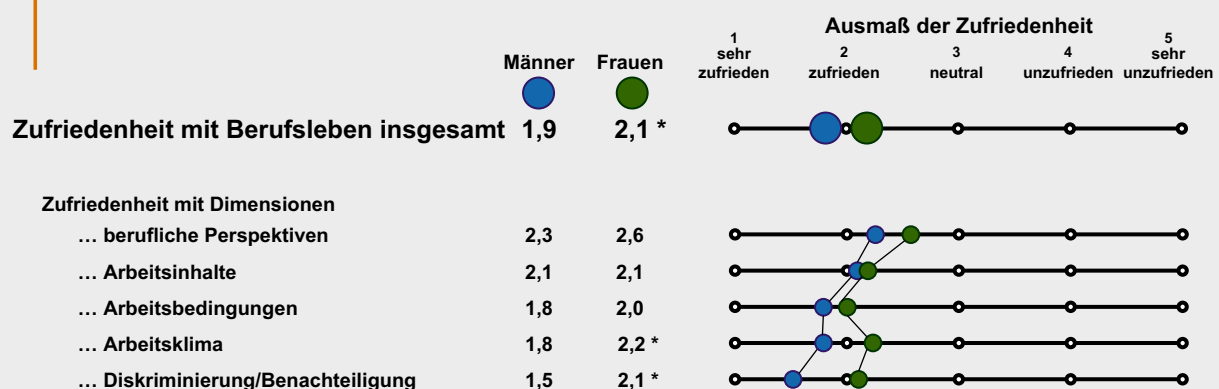 Ausmaß der Zufriedenheit
Männer Frauen
1 sehr zufrieden
2 zufrieden
3 neutral
4 unzufrieden
5 sehr unzufrieden
Zufriedenheit mit Berufsleben insgesamt 1,9 2,1 *
Zufriedenheit mit Dimensionen
… berufliche Perspektiven 2,3 2,6
… Arbeitsinhalte 2,1 2,1
… Arbeitsbedingungen 1,8 2,0
… Arbeitsklima 1,8 2,2 *
… Diskriminierung/Benachteiligung 1,5 2,1 *